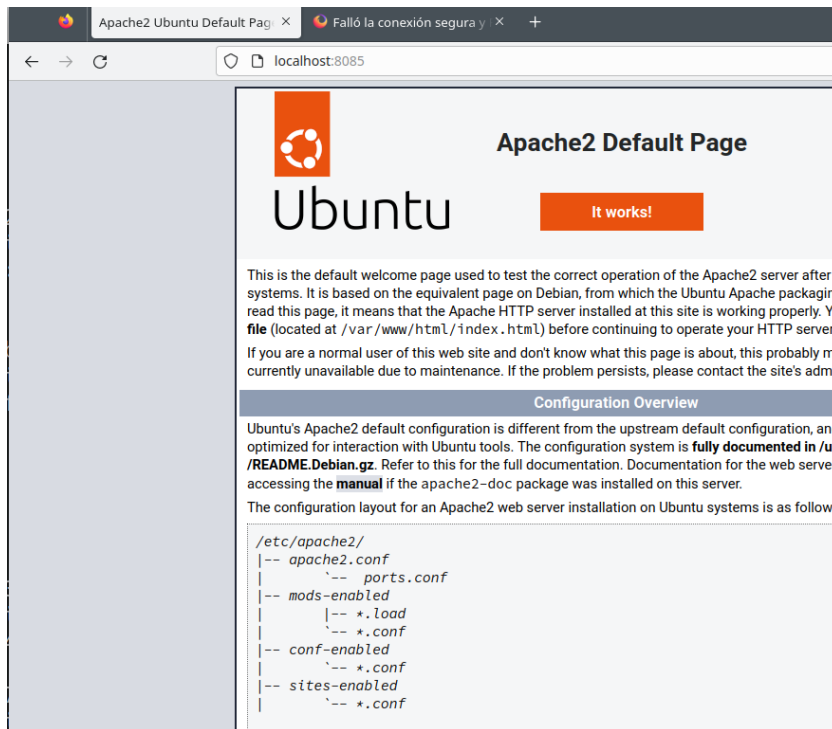 Apache2 Ubuntu Default Pag
Falló la conexión segura y
localhost:8085
Apache2 Default Page
Ubuntu
It works!
This is the default welcome page used to test the correct operation of the Apache2 server after
systems. It is based on the equivalent page on Debian, from which the Ubuntu Apache packagin
read this page, it means that the Apache HTTP server installed at this site is working properly. Y
file (located at /var/www/html/index.html) before continuing to operate your HTTP server
If you are a normal user of this web site and don't know what this page is about, this probably m
currently unavailable due to maintenance. If the problem persists, please contact the site's adm
Configuration Overview
Ubuntu's Apache2 default configuration is different from the upstream default configuration, an
optimized for interaction with Ubuntu tools. The configuration system is fully documented in /u
/README.Debian.gz. Refer to this for the full documentation. Documentation for the web serve
accessing the manual if the apache2-doc package was installed on this server.
The configuration layout for an Apache2 web server installation on Ubuntu systems is as follow
/etc/apache2/
|-- apache2.conf
|       `--  ports.conf
|-- mods-enabled
|       |-- *.load
|       `-- *.conf
|-- conf-enabled
|       `-- *.conf
|-- sites-enabled
|       `-- *.conf